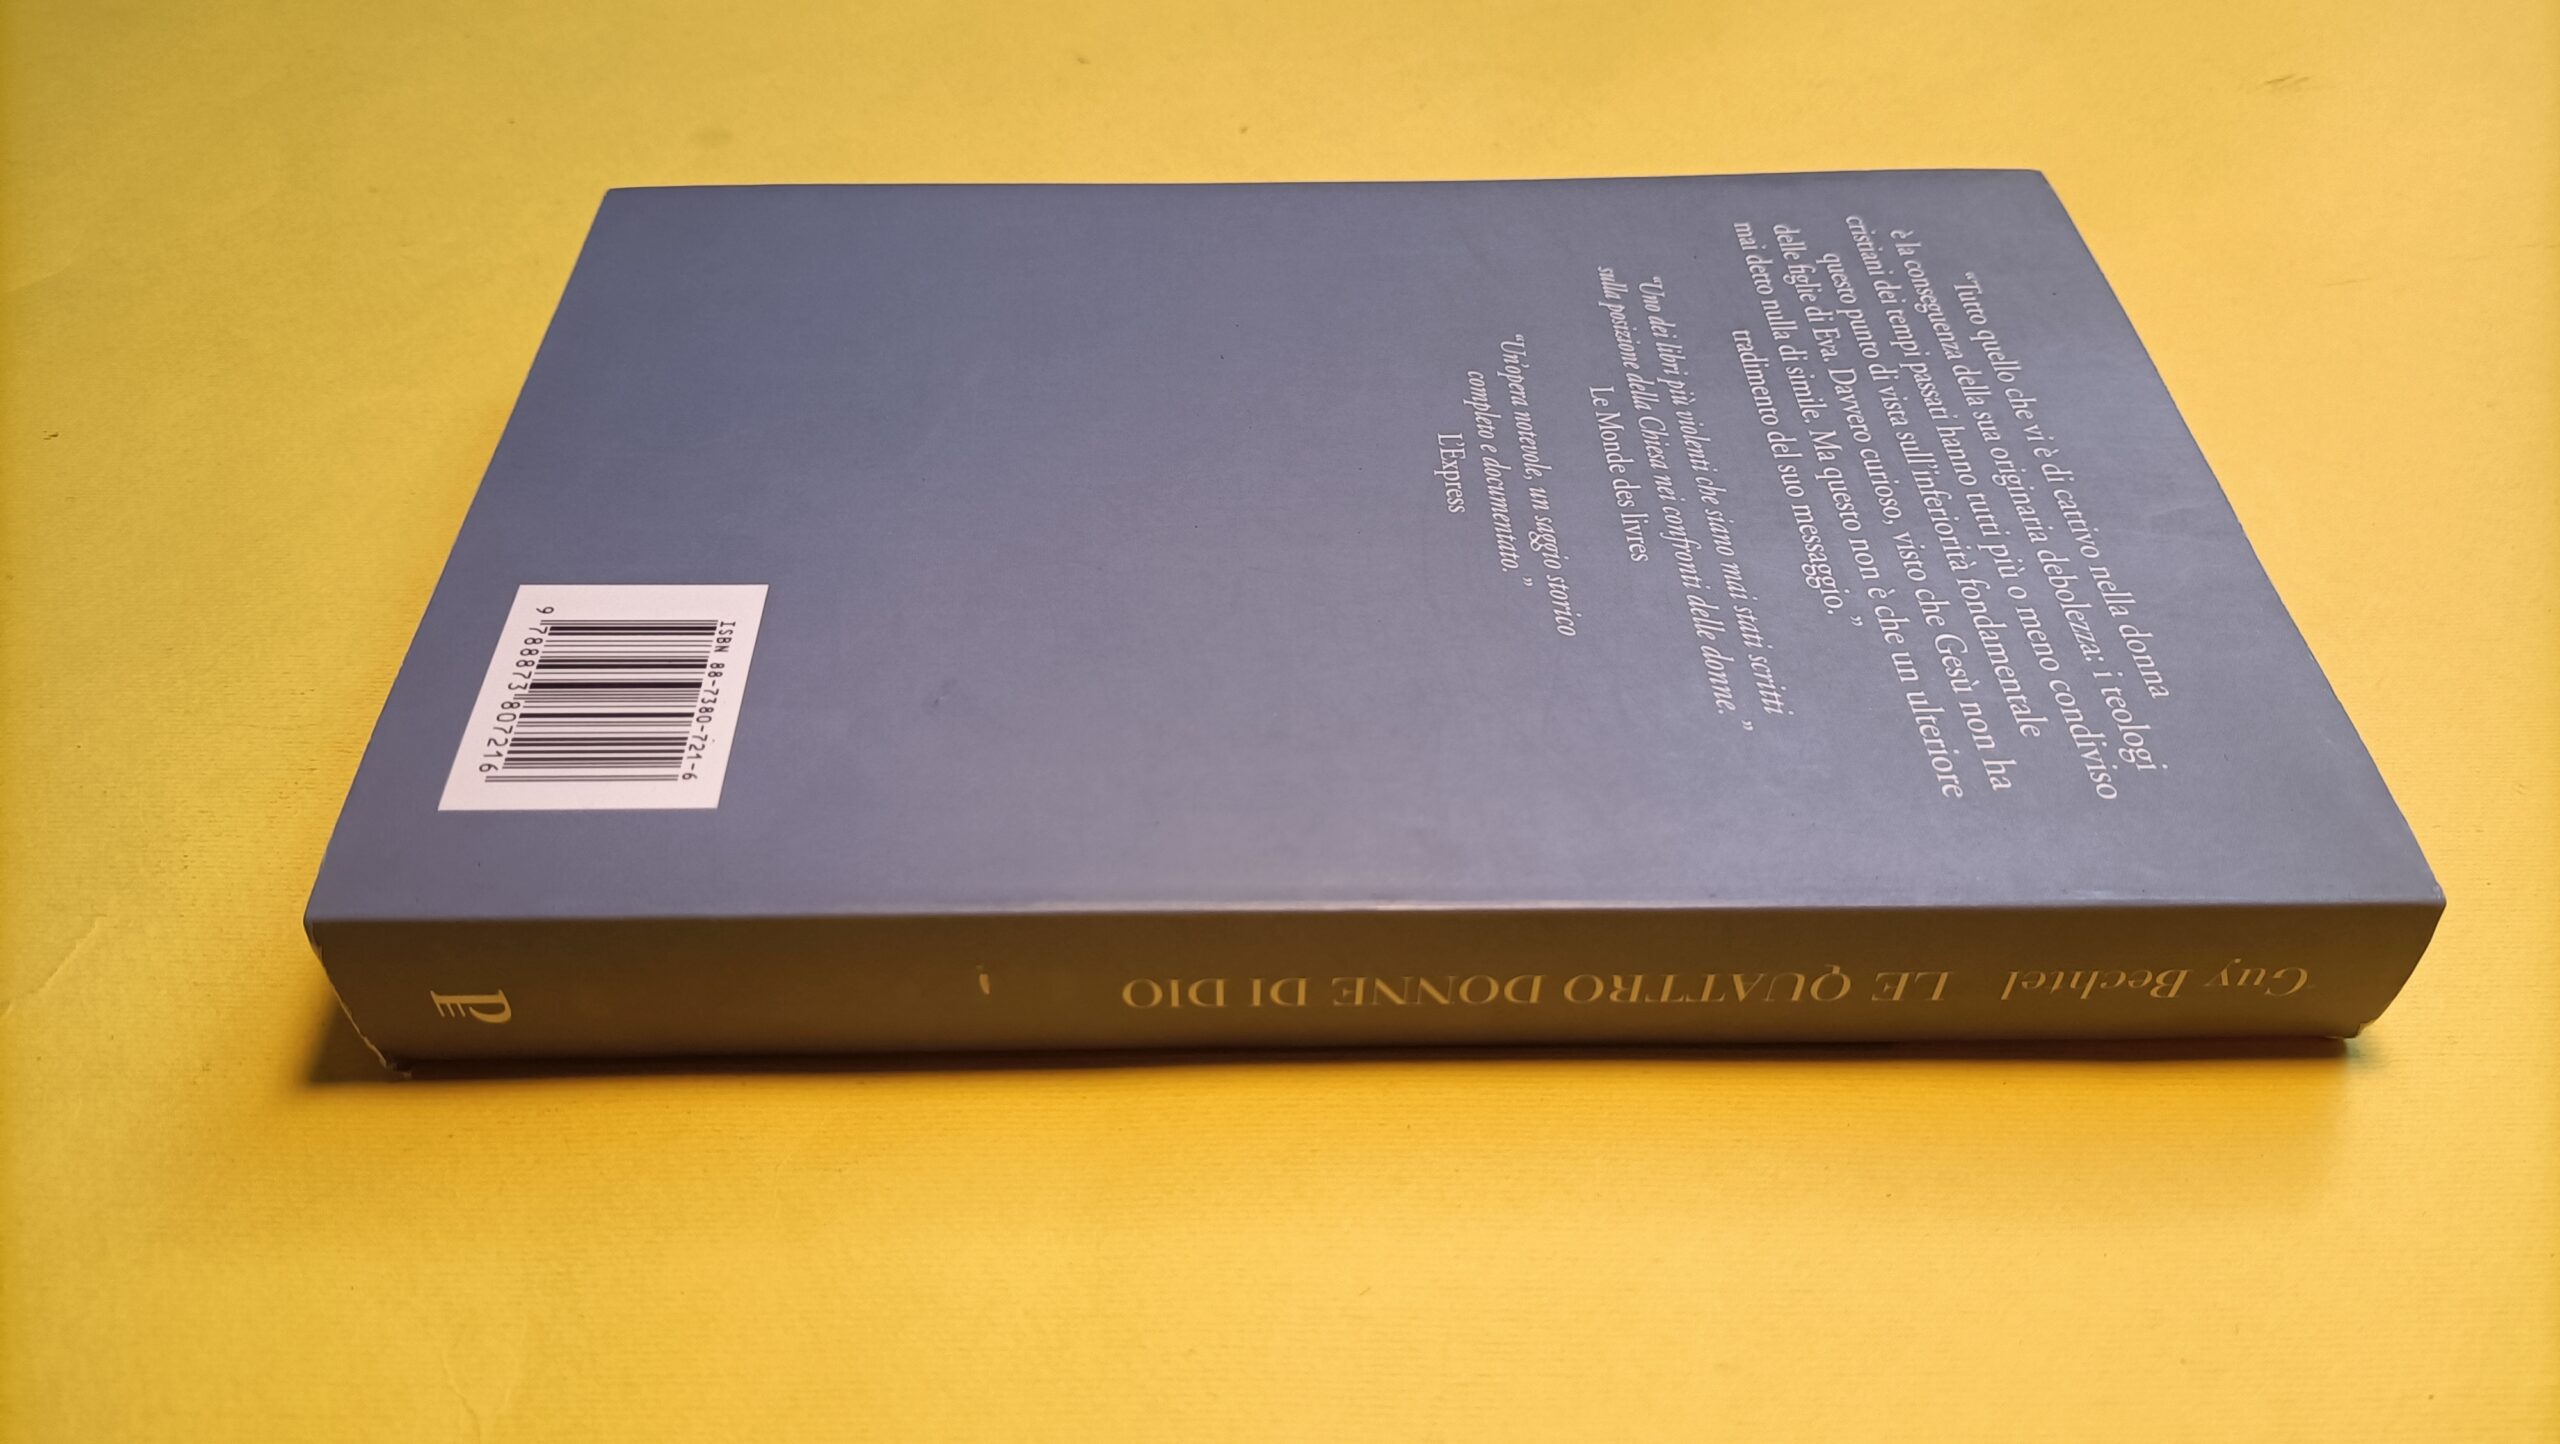 “Tutto quello che vi è di cattivo nella donna
è la conseguenza della sua originaria debolezza: i teologi
cristiani dei tempi passati hanno tutti più o meno condiviso
questo punto di vista sull’inferiorità fondamentale
delle figlie di Eva. Davvero curioso, visto che Gesù non ha
mai detto nulla di simile. Ma questo non è che un ulteriore
tradimento del suo messaggio.”
“Uno dei libri più violenti che siano mai stati scritti
sulla posizione della Chiesa nei confronti delle donne.”
Le Monde des livres
“Un’opera notevole, un saggio storico
completo e documentato.”
L’Express
ISBN 88-7380-721-6
9 788873 807216
Guy Bechtel LE QUATTRO DONNE DI DIO
PE